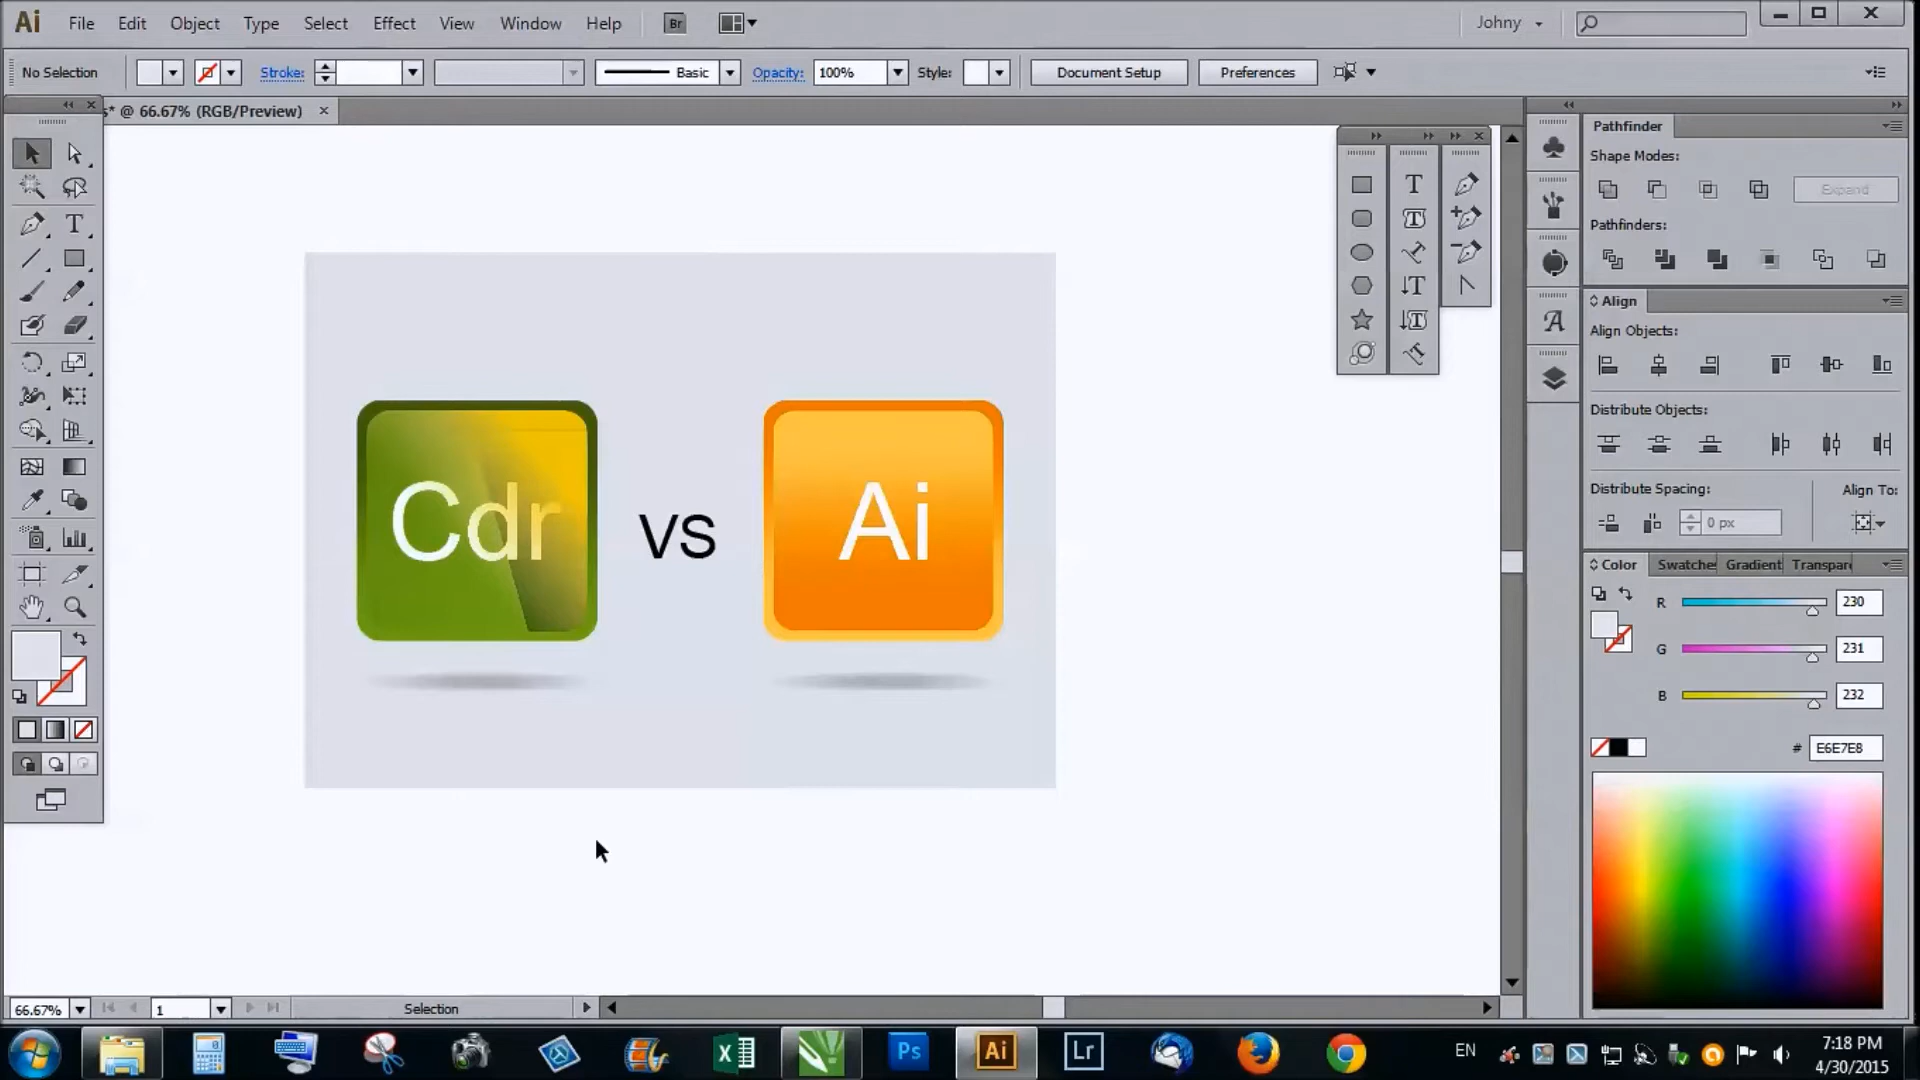 Ai File Edit Object Type Select Effect View Window Help Br Johny
No Selection Stroke: Basic Opacity: 100% Style: Document Setup Preferences
s* @ 66.67% (RGB/Preview)
Pathfinder
Shape Modes:
Expand
Pathfinders:
Align
Align Objects:
Distribute Objects:
Distribute Spacing: Align To:
0 px
Color Swatche Gradient Transpar
R 230
G 231
B 232
# E6E7E8
Cdr vs Ai
66.67% 1 Selection
Ps Ai Lr EN 7:18 PM
4/30/2015